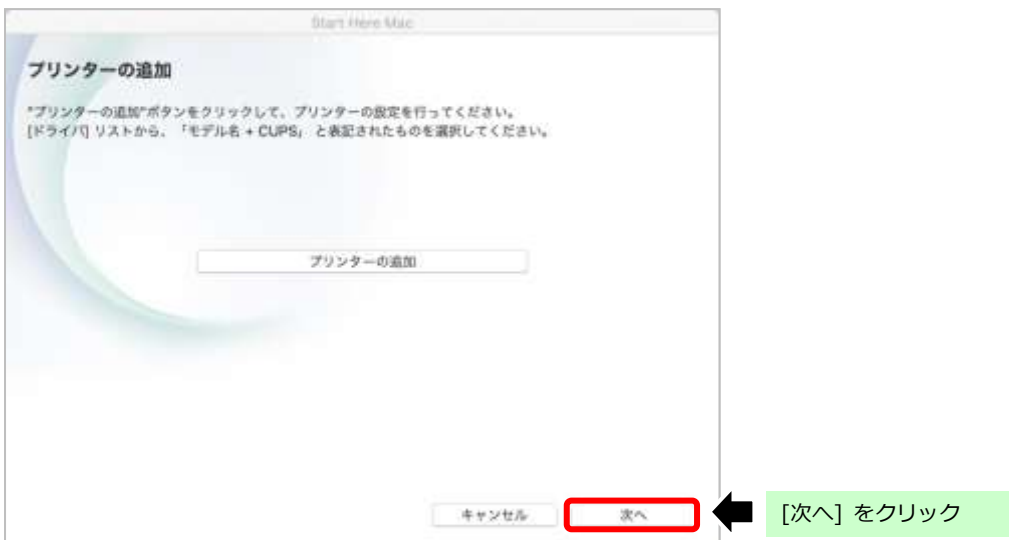 Start Here Mac
プリンターの追加
"プリンターの追加"ボタンをクリックして、プリンターの設定を行ってください。
[ドライバ] リストから、「モデル名 + CUPS」 と表記されたものを選択してください。
プリンターの追加
キャンセル
次へ
[次へ] をクリック